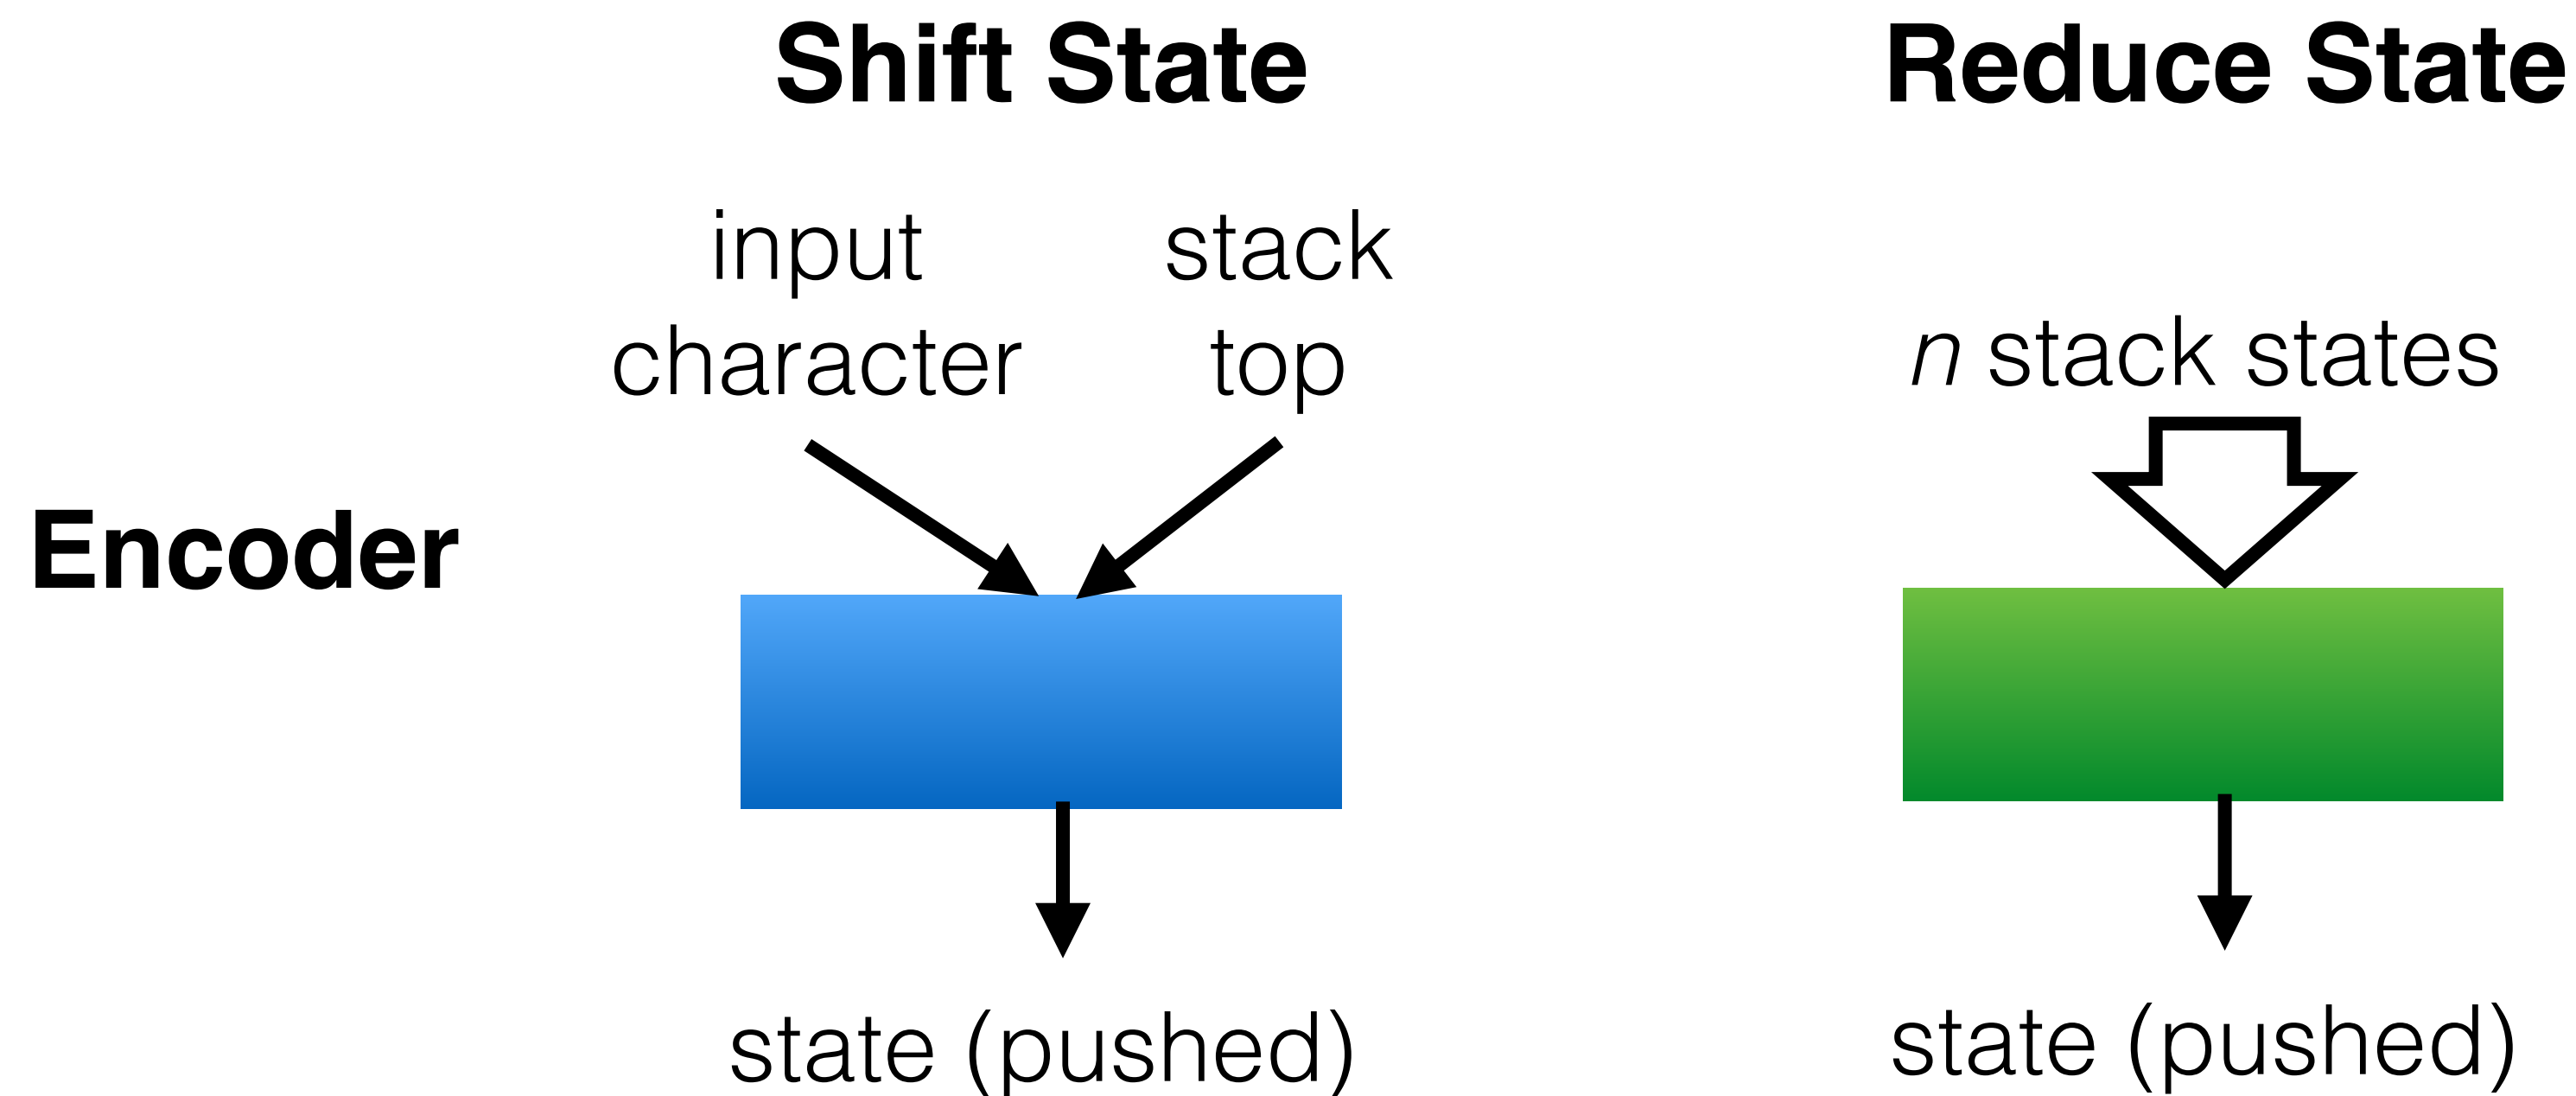 Shift State
Reduce State
input
character
stack
top
n stack states
Encoder
state (pushed)
state (pushed)